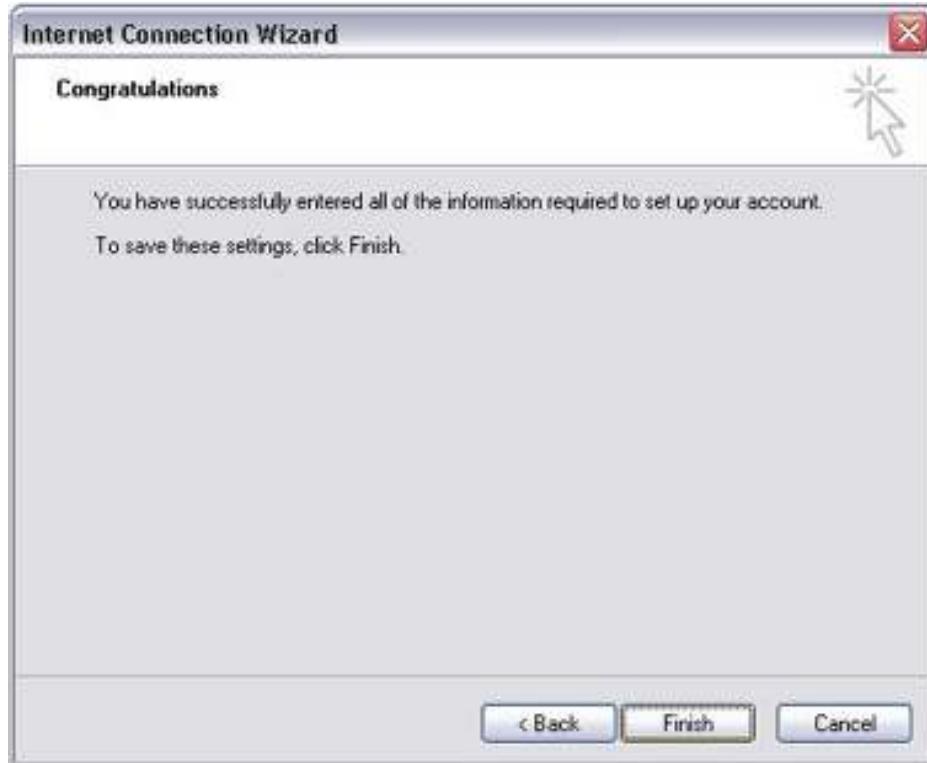 Internet Connection Wizard
Congratulations
You have successfully entered all of the information required to set up your account.
To save these settings, click Finish.
< Back
Finish
Cancel